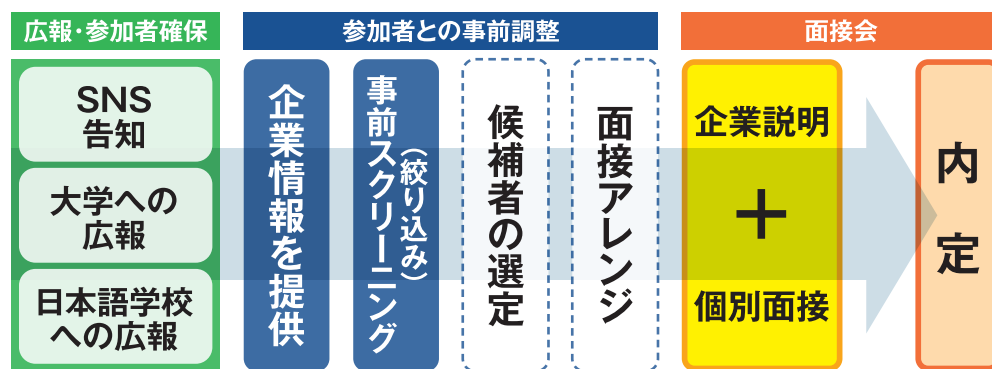 広報・参加者確保
SNS
告知
大学への
広報
日本語学校
への広報
参加者との事前調整
企業情報を提供
事前スクリーニング
（絞り込み）
候補者の選定
面接アレンジ
面接会
企業説明
＋
個別面接
内定